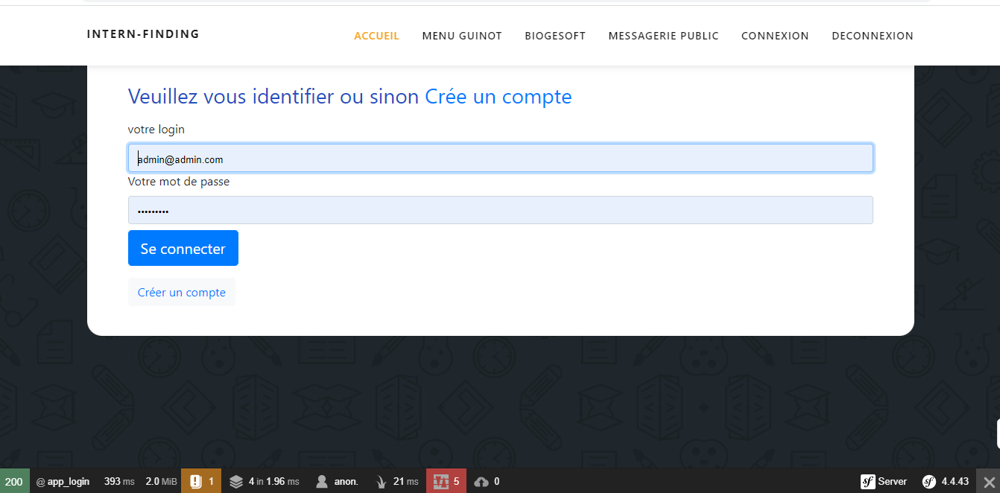 INTERN-FINDING ACCUEIL MENU GUINOT BIOGESOFT MESSAGERIE PUBLIC CONNEXION DECONNEXION
Veuillez vous identifier ou sinon Crée un compte
votre login
admin@admin.com
Votre mot de passe
•••••••••
Se connecter
Créer un compte
200 @ app_login 393 ms 2.0 MiB 1 4 in 1.96 ms anon. 21 ms 5 0 sf Server sf 4.4.43